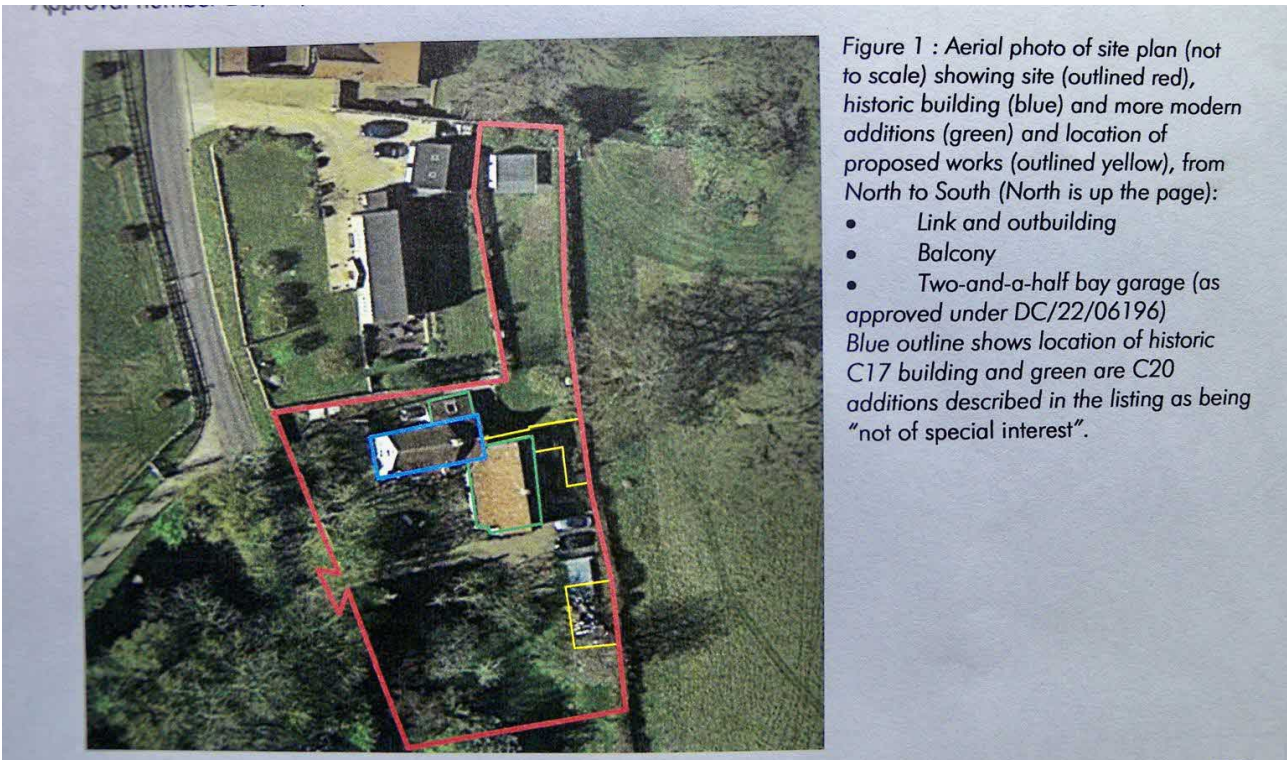 Approval number
Figure 1 : Aerial photo of site plan (not
to scale) showing site (outlined red),
historic building (blue) and more modern
additions (green) and location of
proposed works (outlined yellow), from
North to South (North is up the page):
• Link and outbuilding
• Balcony
• Two-and-a-half bay garage (as
approved under DC/22/06196)
Blue outline shows location of historic
C17 building and green are C20
additions described in the listing as being
"not of special interest".